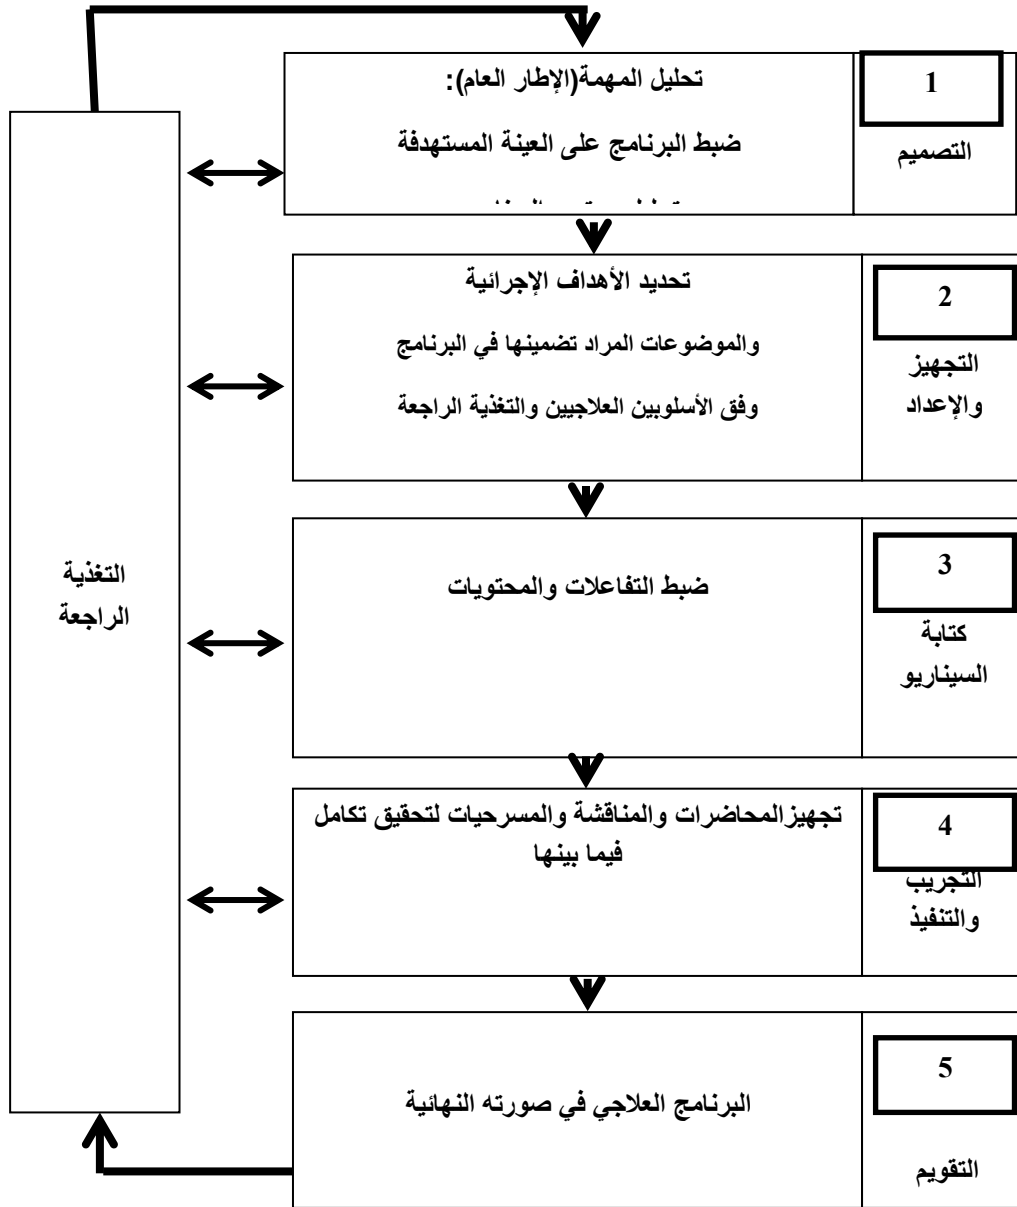 1
التصميم
تحليل المهمة(الإطار العام):
ضبط البرنامج على العينة المستهدفة
2
التجهيز
والإعداد
تحديد الأهداف الإجرائية
والموضوعات المراد تضمينها في البرنامج
وفق الأسلوبين العلاجيين والتغذية الراجعة
3
كتابة
السيناريو
ضبط التفاعلات والمحتويات
4
التجريب
والتنفيذ
تجهيزالمحاضرات والمناقشة والمسرحيات لتحقيق تكامل
فيما بينها
5
التقويم
البرنامج العلاجي في صورته النهائية
التغذية
الراجعة